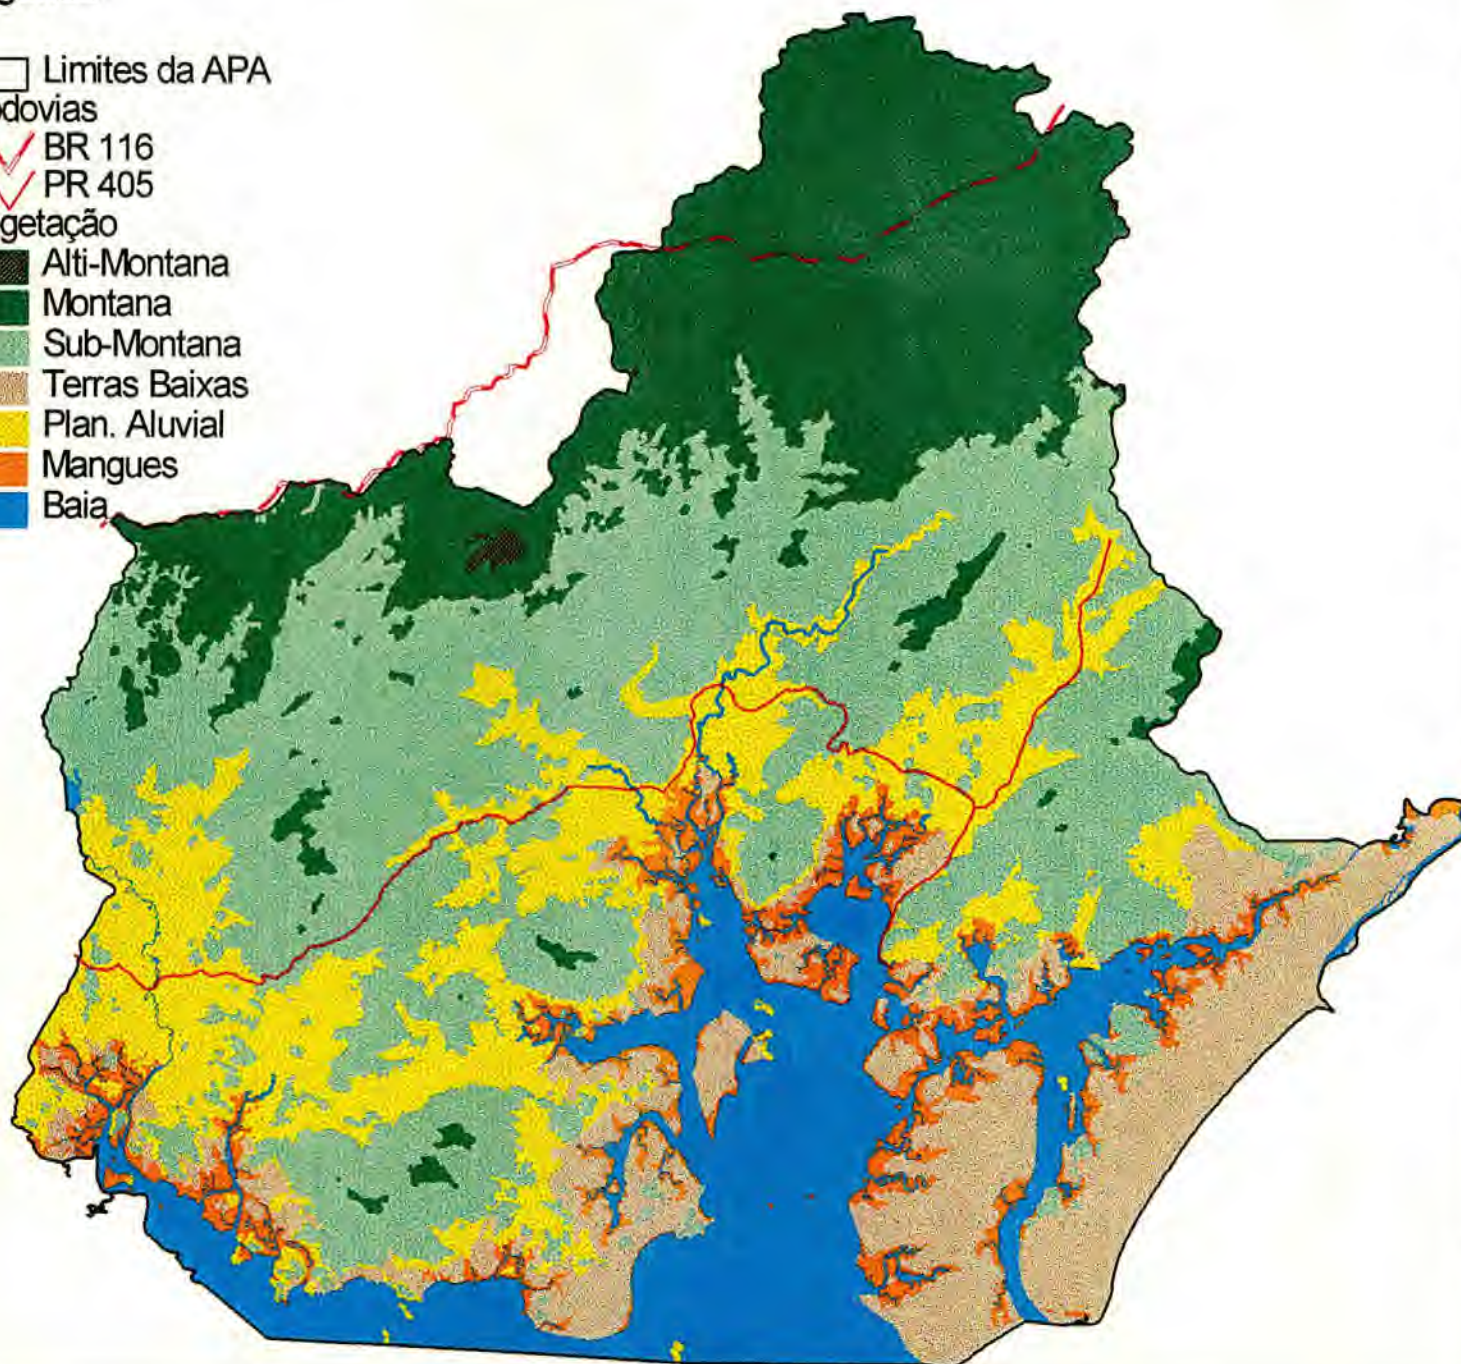 Limites da APA
odovias
BR 116
PR 405
getação
Alti-Montana
Montana
Sub-Montana
Terras Baixas
Plan. Aluvial
Mangues
Baia